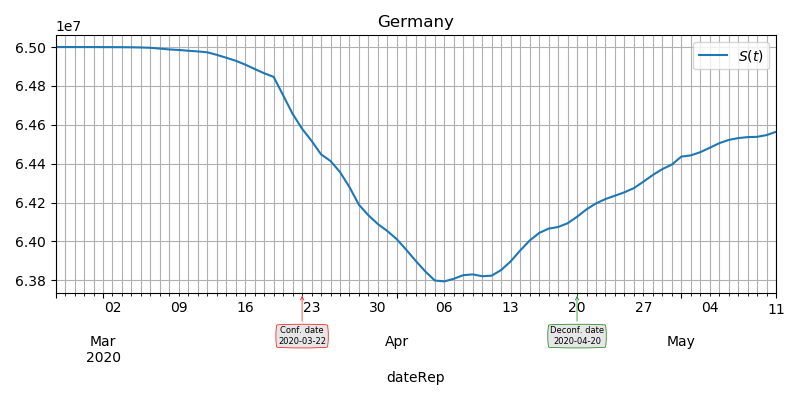 Germany
1e7
6.50
6.48
6.46
6.44
6.42
6.40
6.38
S(t)
02 09 16 23 30 06 13 20 27 04 11
Conf. date
2020-03-22
Deconf. date
2020-04-20
Mar Apr May
2020
dateRep